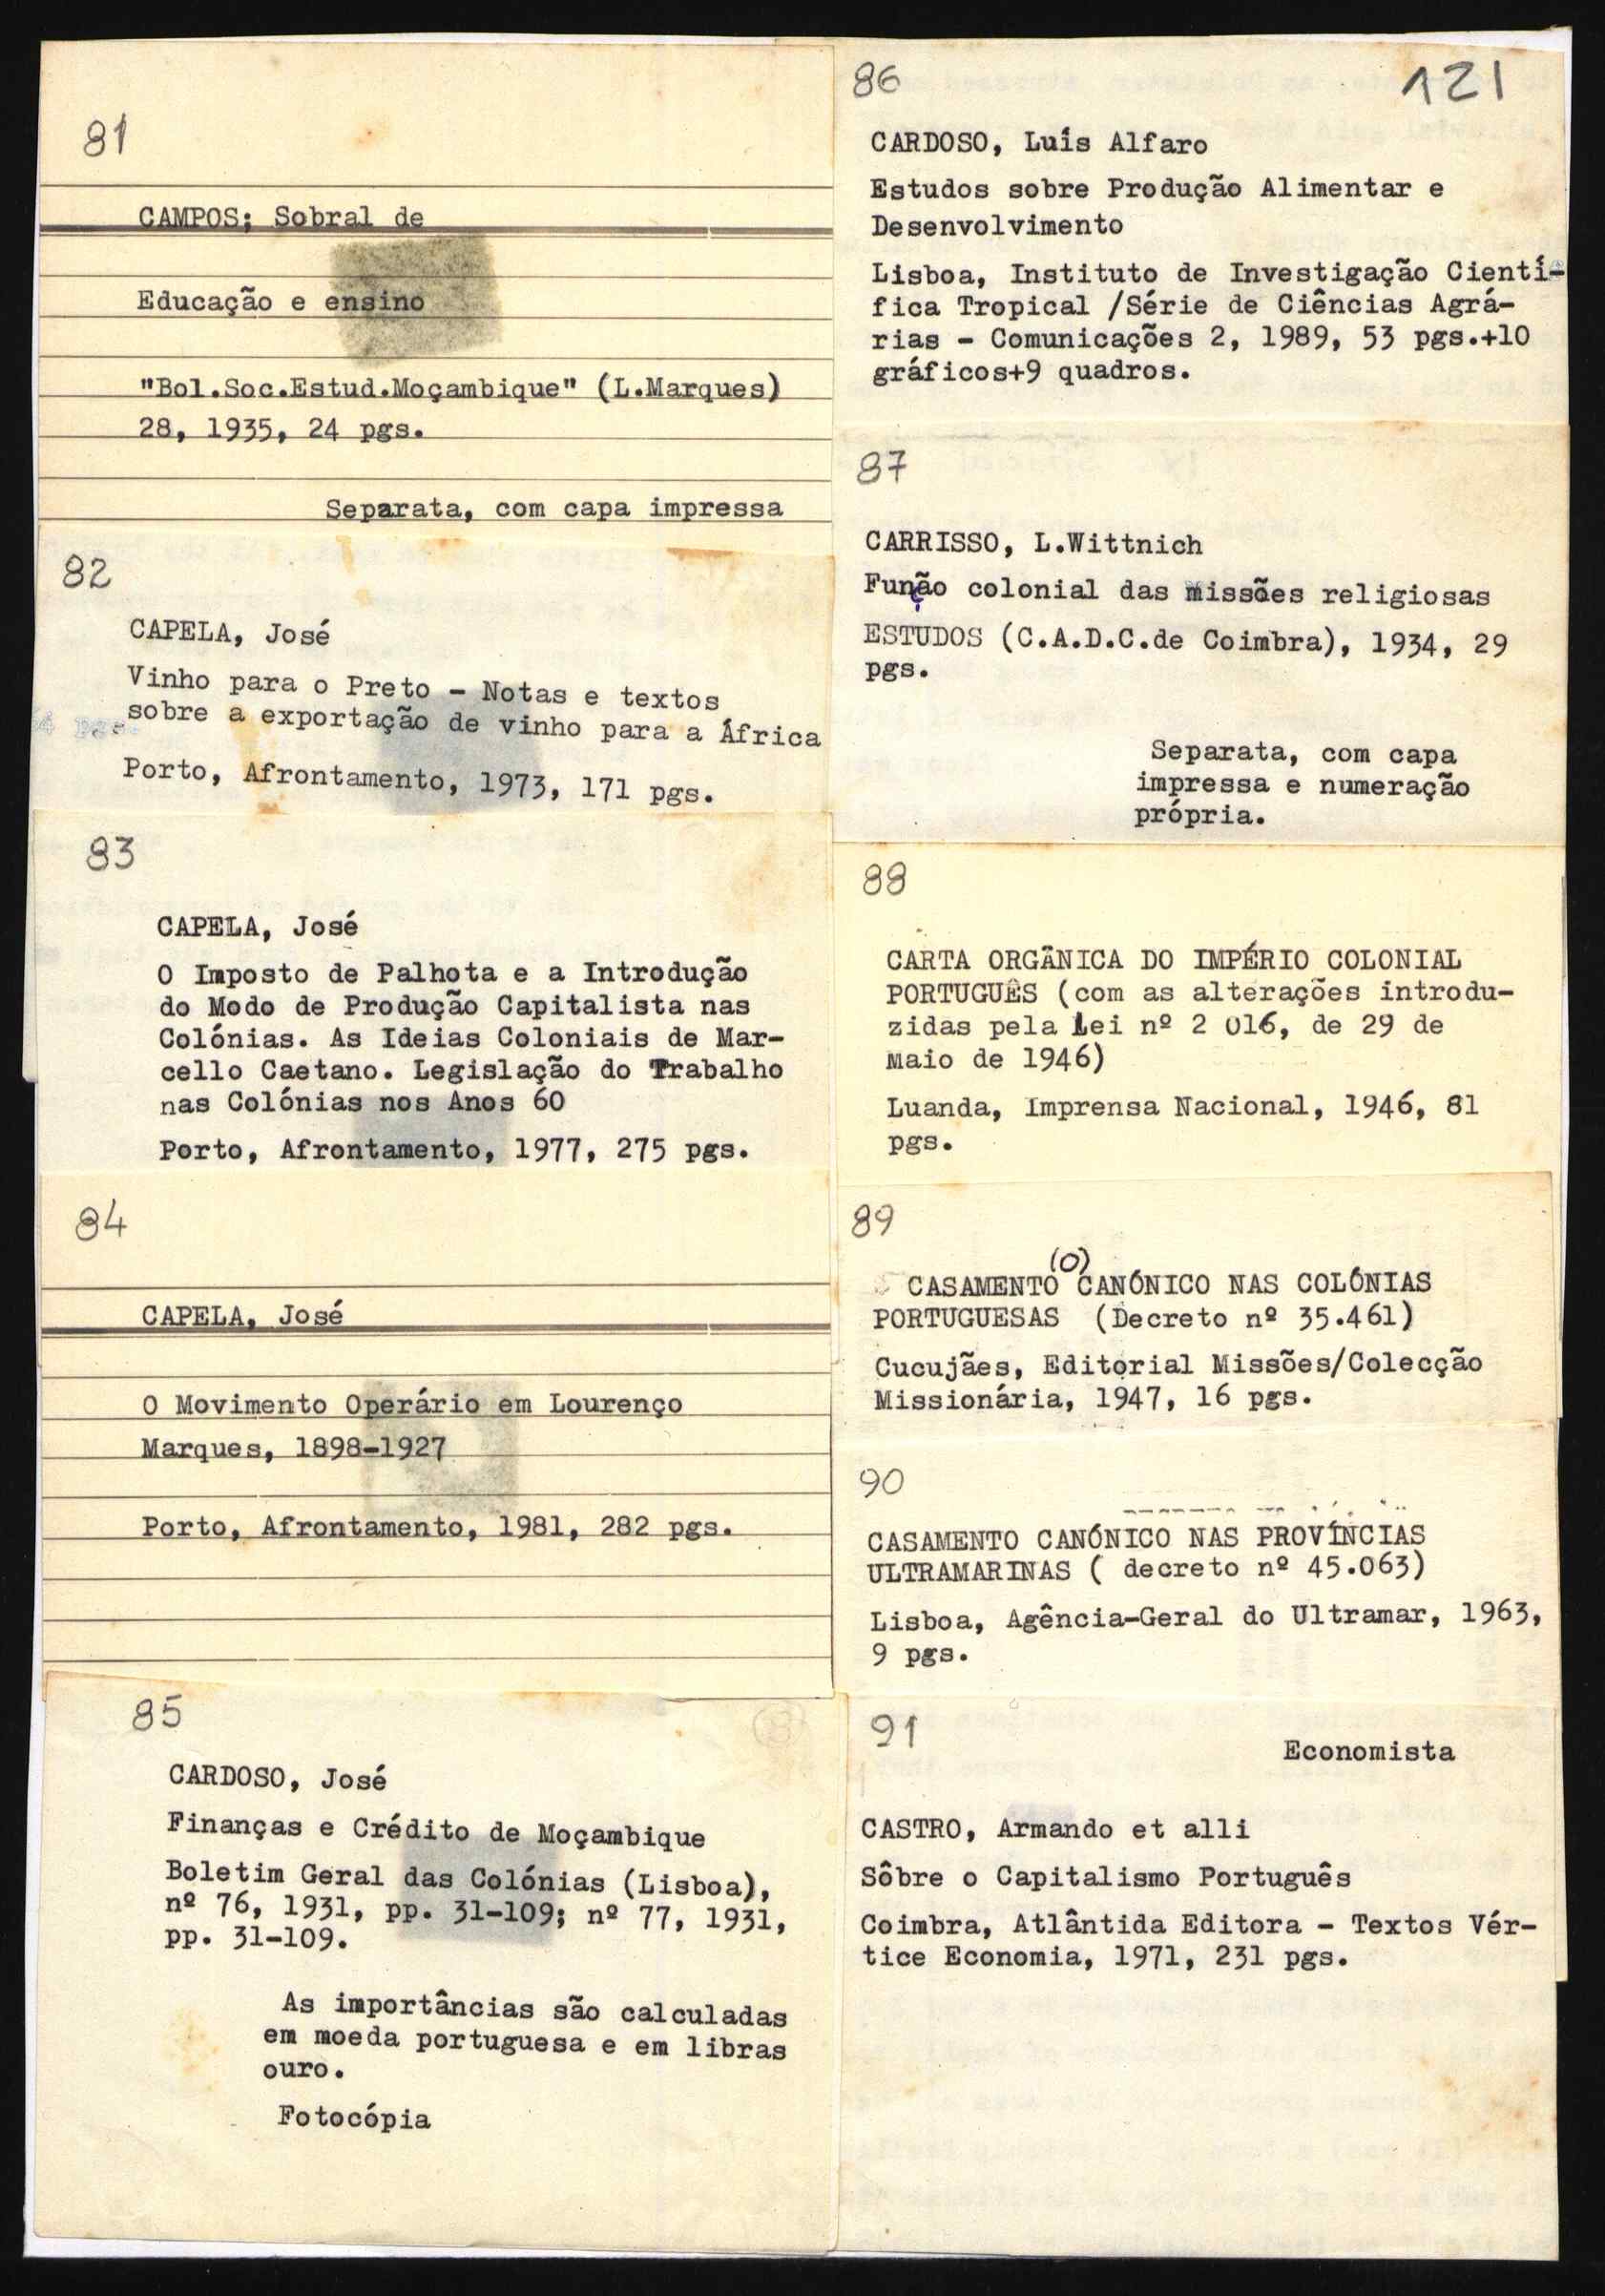 121
81
CAMPOS; Sobral de
Educação e ensino
"Bol.Soc.Estud.Moçambique" (L.Marques)
28, 1935, 24 pgs.
Separata, com capa impressa
82
CAPELA, José
Vinho para o Preto - Notas e textos
sobre a exportação de vinho para a África
Porto, Afrontamento, 1973, 171 pgs.
83
CAPELA, José
O Imposto de Palhota e a Introdução
do Modo de Produção Capitalista nas
Colónias. As Ideias Coloniais de Mar-
cello Caetano. Legislação do Trabalho
nas Colónias nos Anos 60
Porto, Afrontamento, 1977, 275 pgs.
84
CAPELA, José
O Movimento Operário em Lourenço
Marques, 1898-1927
Porto, Afrontamento, 1981, 282 pgs.
85
CARDOSO, José
Finanças e Crédito de Moçambique
Boletim Geral das Colónias (Lisboa),
nº 76, 1931, pp. 31-109; nº 77, 1931,
pp. 31-109.
As importâncias são calculadas
em moeda portuguesa e em libras
ouro.
Fotocópia
86
CARDOSO, Luís Alfaro
Estudos sobre Produção Alimentar e
Desenvolvimento
Lisboa, Instituto de Investigação Cientí-
fica Tropical /Série de Ciências Agrá-
rias - Comunicações 2, 1989, 53 pgs.+10
gráficos+9 quadros.
87
CARRISSO, L.Wittnich
Função colonial das missões religiosas
ESTUDOS (C.A.D.C.de Coimbra), 1934, 29
pgs.
Separata, com capa
impressa e numeração
própria.
88
CARTA ORGÃNICA DO IMPÉRIO COLONIAL
PORTUGUÊS (com as alterações introdu-
zidas pela Lei nº 2 016, de 29 de
Maio de 1946)
Luanda, Imprensa Nacional, 1946, 81
pgs.
89
(O)
CASAMENTO CANÓNICO NAS COLÓNIAS
PORTUGUESAS (Decreto nº 35.461)
Cucujães, Editorial Missões/Colecção
Missionária, 1947, 16 pgs.
90
CASAMENTO CANÓNICO NAS PROVÍNCIAS
ULTRAMARINAS ( decreto nº 45.063)
Lisboa, Agência-Geral do Ultramar, 1963,
9 pgs.
91
Economista
CASTRO, Armando et alli
Sôbre o Capitalismo Português
Coimbra, Atlântida Editora - Textos Vér-
tice Economia, 1971, 231 pgs.